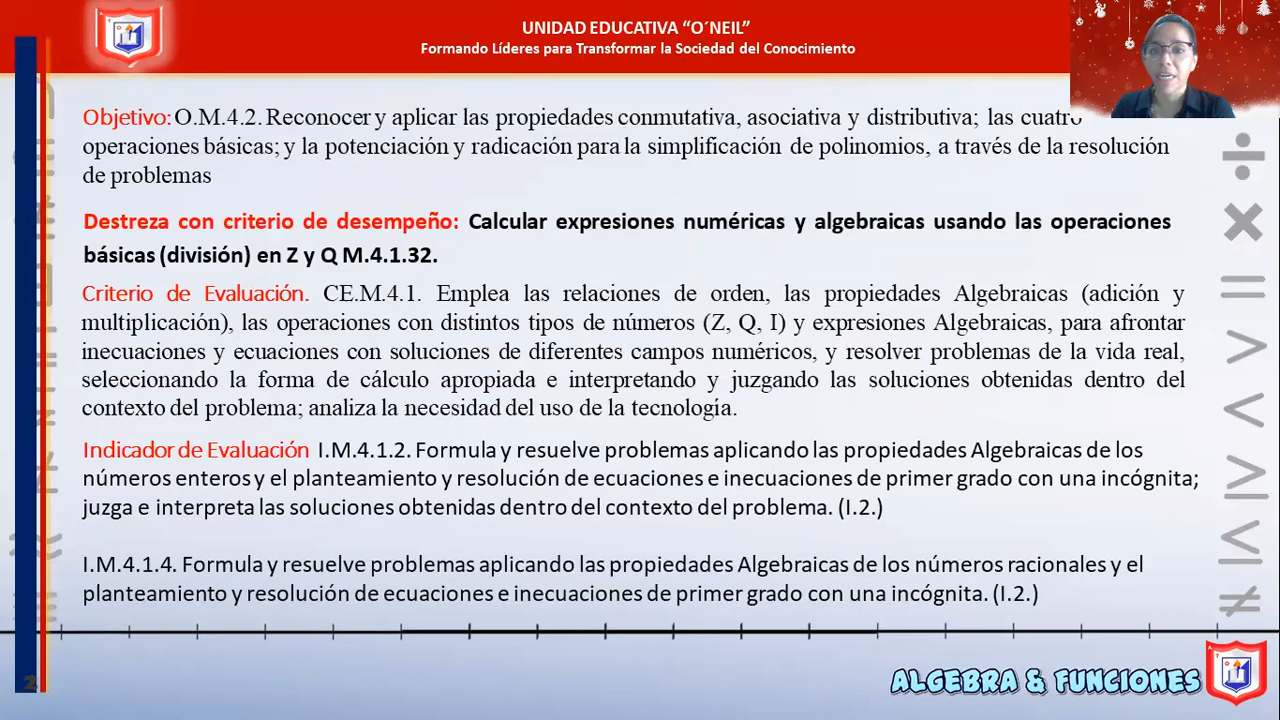 UNIDAD EDUCATIVA “O´NEIL”
Formando Líderes para Transformar la Sociedad del Conocimiento
Objetivo: O.M.4.2. Reconocer y aplicar las propiedades conmutativa, asociativa y distributiva; las cuatro
operaciones básicas; y la potenciación y radicación para la simplificación de polinomios, a través de la resolución
de problemas
Destreza con criterio de desempeño: Calcular expresiones numéricas y algebraicas usando las operaciones
básicas (división) en Z y Q M.4.1.32.
Criterio de Evaluación. CE.M.4.1. Emplea las relaciones de orden, las propiedades Algebraicas (adición y
multiplicación), las operaciones con distintos tipos de números (Z, Q, I) y expresiones Algebraicas, para afrontar
inecuaciones y ecuaciones con soluciones de diferentes campos numéricos, y resolver problemas de la vida real,
seleccionando la forma de cálculo apropiada e interpretando y juzgando las soluciones obtenidas dentro del
contexto del problema; analiza la necesidad del uso de la tecnología.
Indicador de Evaluación I.M.4.1.2. Formula y resuelve problemas aplicando las propiedades Algebraicas de los
números enteros y el planteamiento y resolución de ecuaciones e inecuaciones de primer grado con una incógnita;
juzga e interpreta las soluciones obtenidas dentro del contexto del problema. (I.2.)
I.M.4.1.4. Formula y resuelve problemas aplicando las propiedades Algebraicas de los números racionales y el
planteamiento y resolución de ecuaciones e inecuaciones de primer grado con una incógnita. (I.2.)
2
ALGEBRA & FUNCIONES